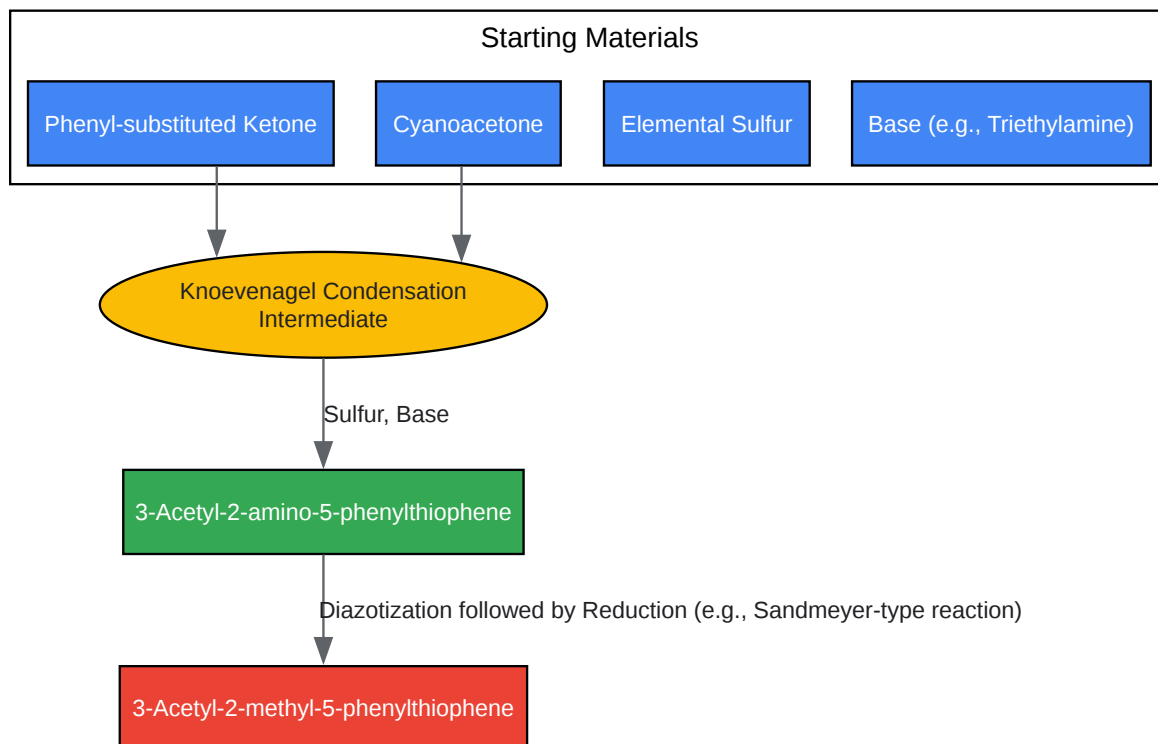 Starting Materials
Phenyl-substituted Ketone
Cyanoacetone
Elemental Sulfur
Base (e.g., Triethylamine)
Knoevenagel Condensation
Intermediate
Sulfur, Base
3-Acetyl-2-amino-5-phenylthiophene
Diazotization followed by Reduction (e.g., Sandmeyer-type reaction)
3-Acetyl-2-methyl-5-phenylthiophene